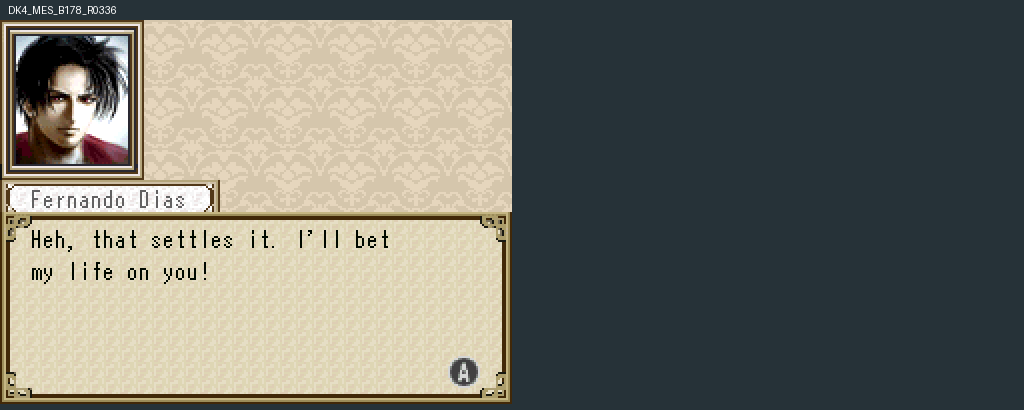 DK4_MES_B178_R0336
Fernando Dias
Heh, that settles it. I'll bet
my life on you!
A